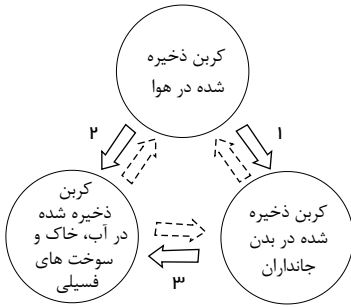 کربن ذخیره
شده در هوا
۱
۲
کربن ذخیره
شده در بدن
جانداران
کربن
ذخیره شده
در آب، خاک و
سوخت های
فسیلی
۳